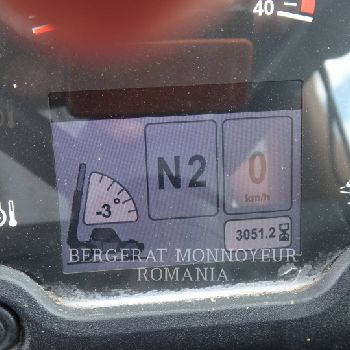 40
N2
0
km/h
-3°
3051.2
BERGERAT MONNOYEUR
ROMANIA